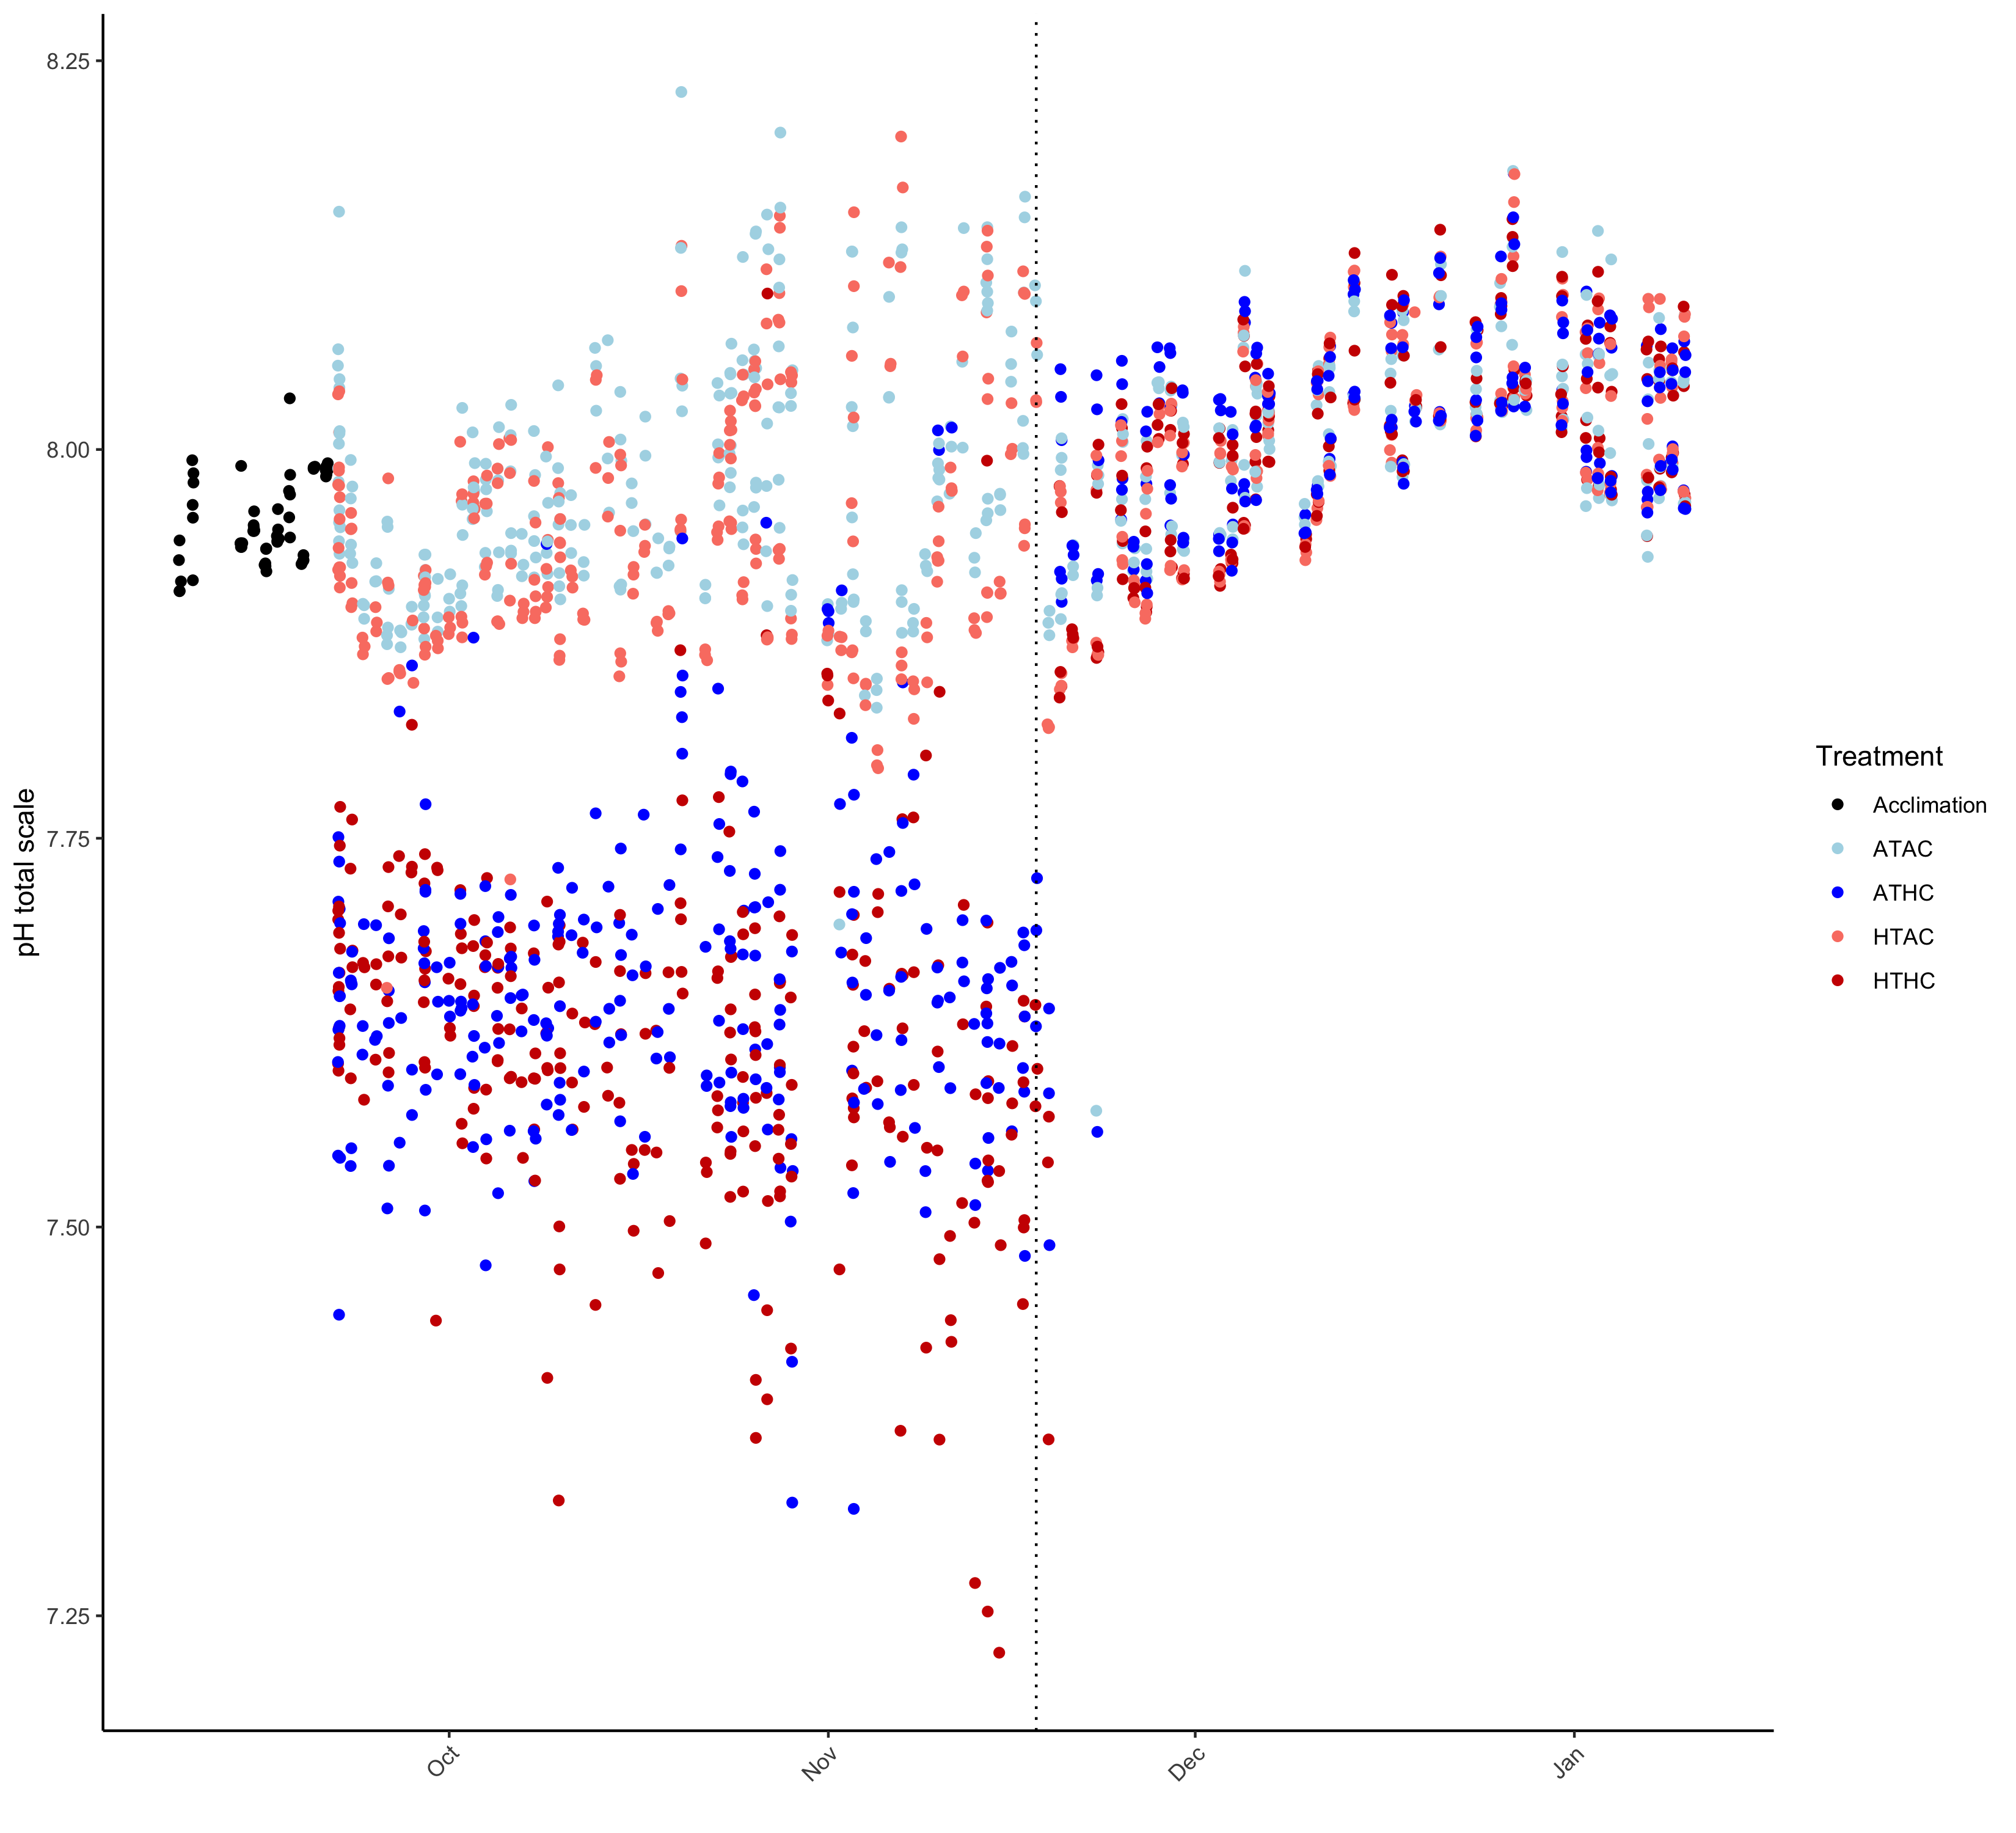 8.25
8.00
7.75
7.50
7.25
pH total scale
Oct
Nov
Dec
Jan
Treatment
Acclimation
ATAC
ATHC
HTAC
HTHC